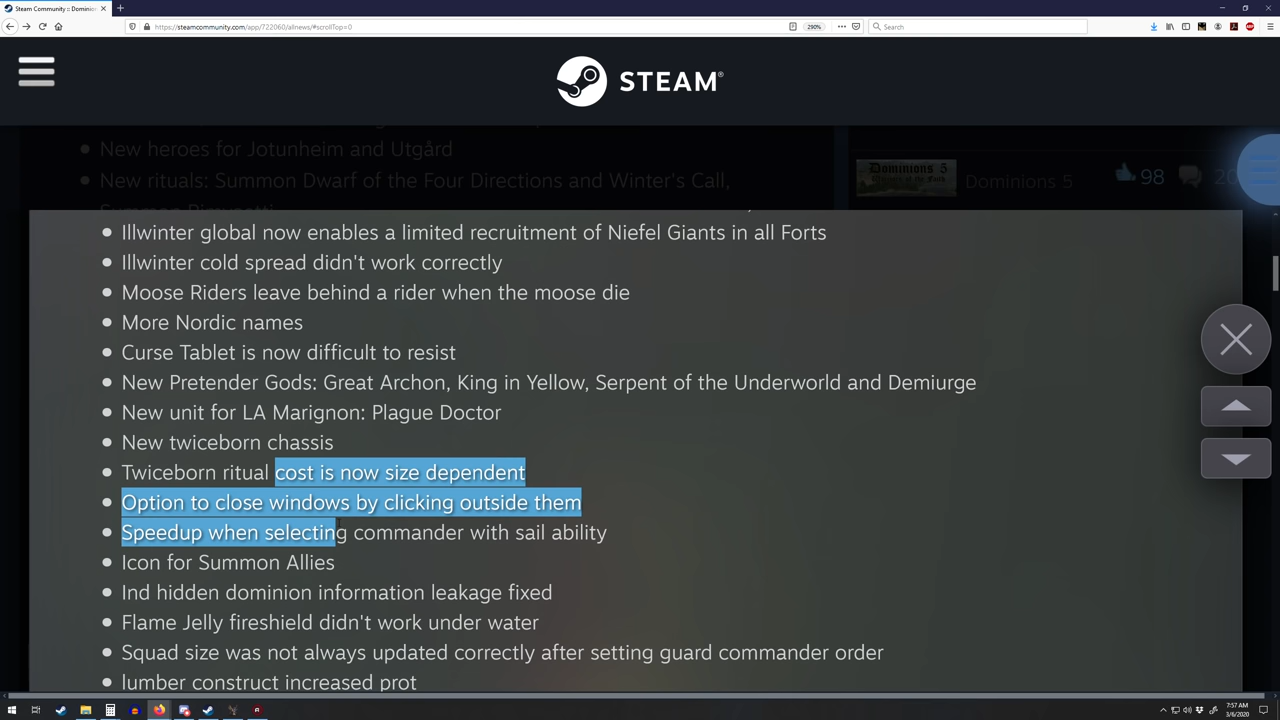 Steam Community :: Dominio
https://steamcommunity.com/app/722060/allnews/#scrollTop=0
290%
Search
STEAM®
New heroes for Jotunheim and Utgård
New rituals: Summon Dwarf of the Four Directions and Winter's Call,
Dominions 5
Dominions 5
98
Illwinter global now enables a limited recruitment of Niefel Giants in all Forts
Illwinter cold spread didn't work correctly
Moose Riders leave behind a rider when the moose die
More Nordic names
Curse Tablet is now difficult to resist
New Pretender Gods: Great Archon, King in Yellow, Serpent of the Underworld and Demiurge
New unit for LA Marignon: Plague Doctor
New twiceborn chassis
Twiceborn ritual cost is now size dependent
Option to close windows by clicking outside them
Speedup when selecting commander with sail ability
Icon for Summon Allies
Ind hidden dominion information leakage fixed
Flame Jelly fireshield didn't work under water
Squad size was not always updated correctly after setting guard commander order
lumber construct increased prot
7:57 AM
3/6/2020